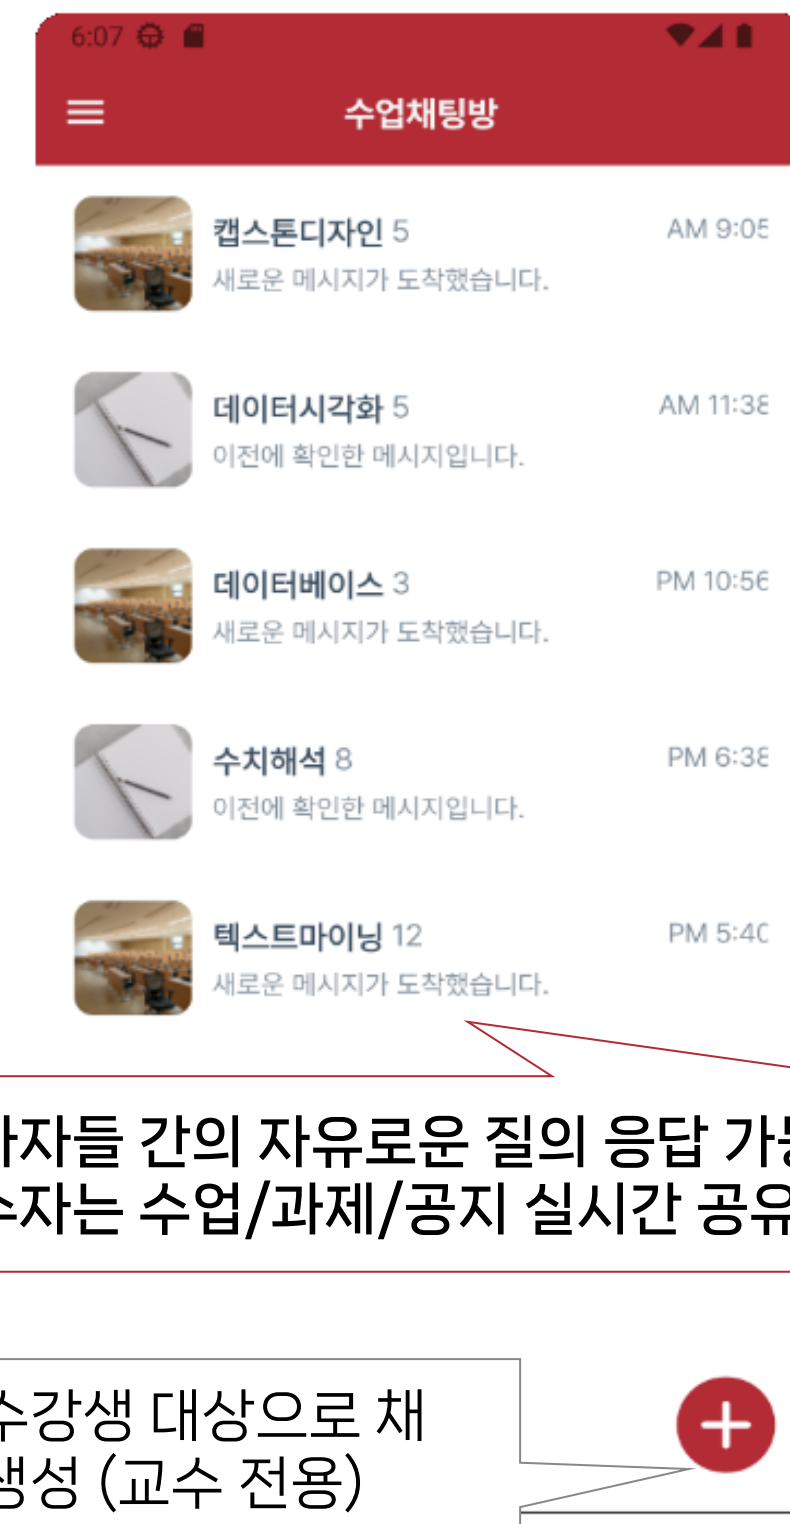 6:07
수업채팅방
캡스톤디자인 5 AM 9:05
새로운 메시지가 도착했습니다.
데이터시각화 5 AM 11:38
이전에 확인한 메시지입니다.
데이터베이스 3 PM 10:56
새로운 메시지가 도착했습니다.
수치해석 8 PM 6:38
이전에 확인한 메시지입니다.
텍스트마이닝 12 PM 5:40
새로운 메시지가 도착했습니다.
간의 자유로운 질의 응답
수업/과제/공지 실시간 공유
수강생 대상으로 채
생성 (교수 전용)